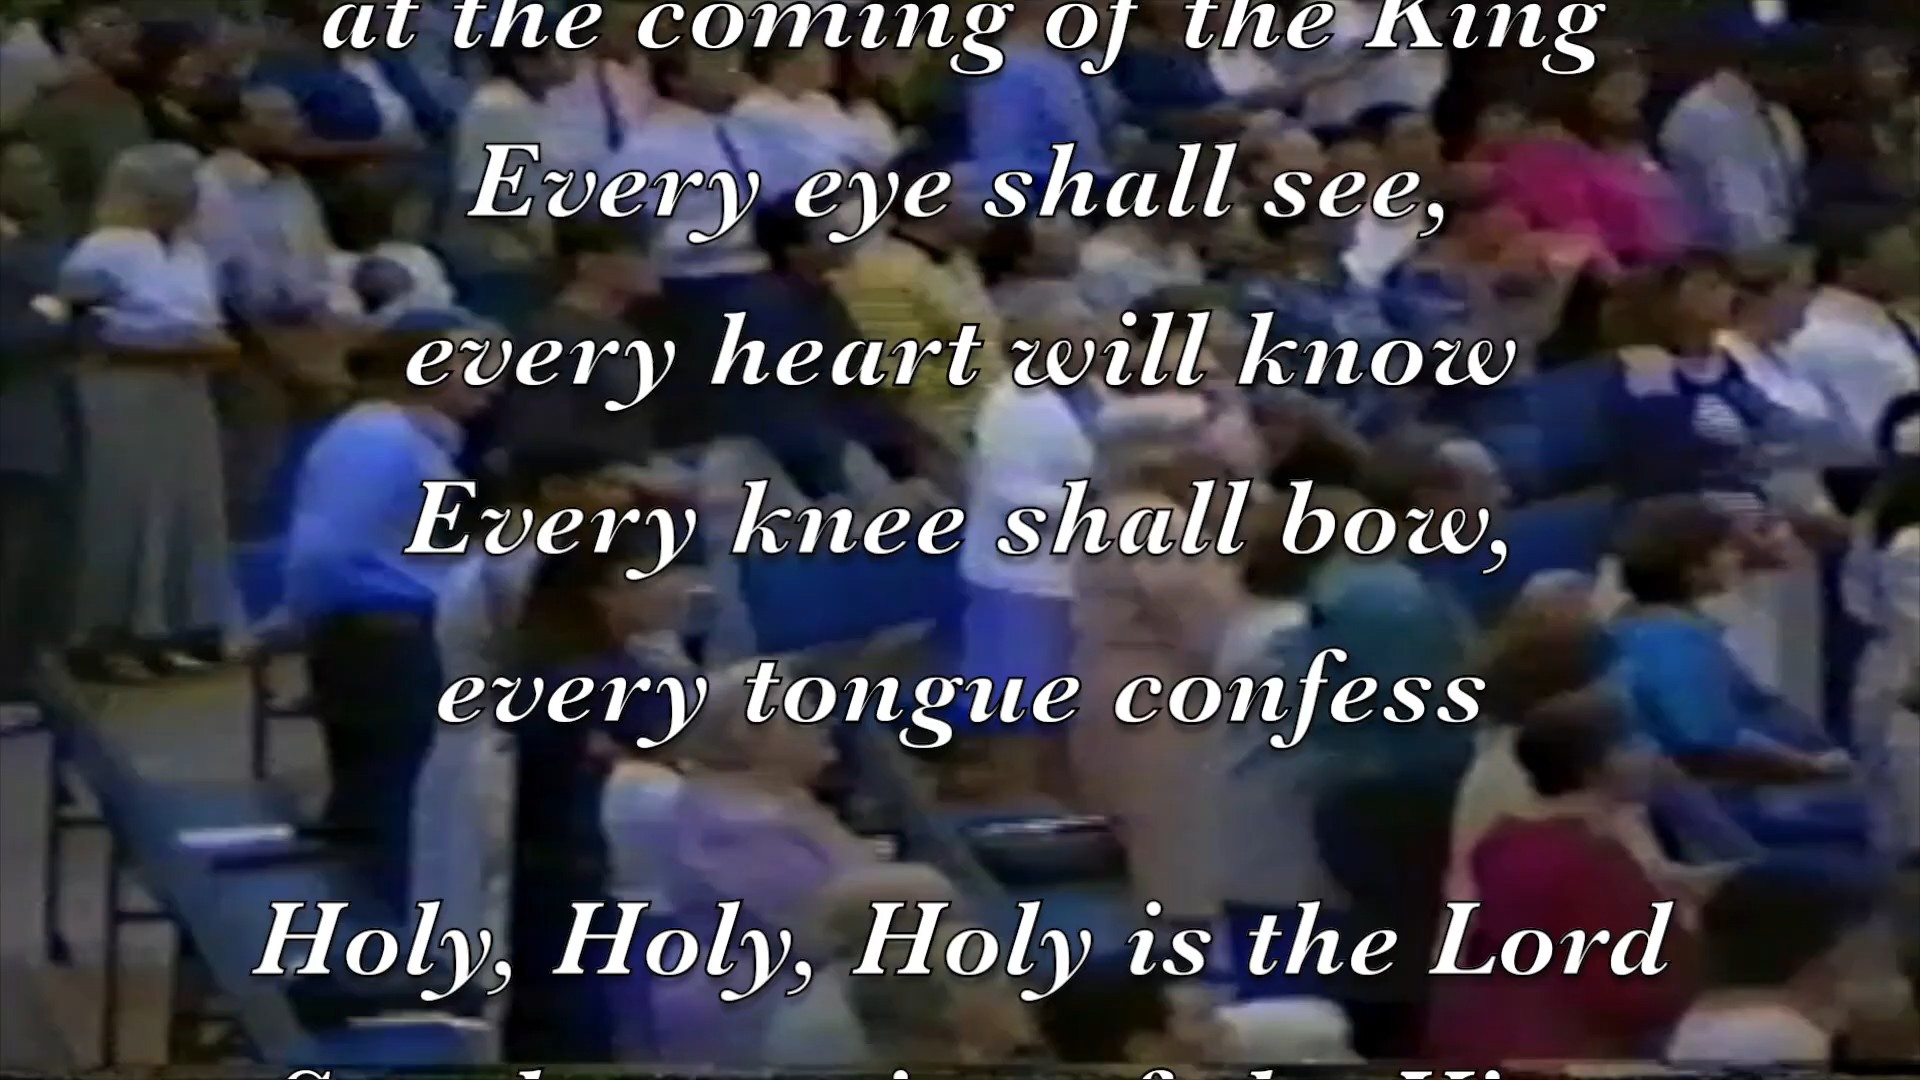 at the coming of the King
Every eye shall see,
every heart will know
Every knee shall bow,
every tongue confess
Holy, Holy, Holy is the Lord